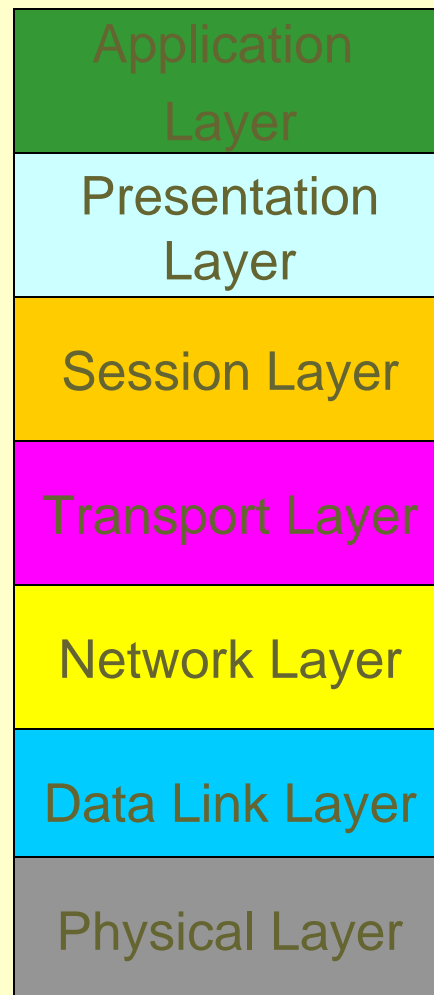 Application
Layer
Presentation
Layer
Session Layer
Transport Layer
Network Layer
Data Link Layer
Physical Layer